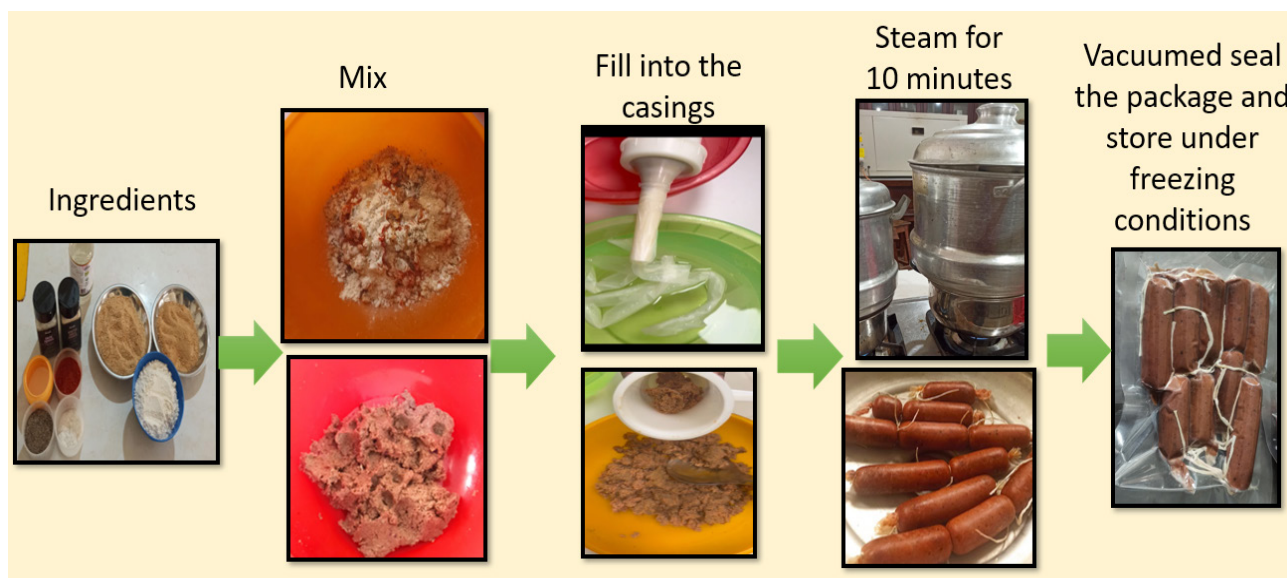 Ingredients
Mix
Fill into the
casings
Steam for
10 minutes
Vacuumed seal
the package and
store under
freezing
conditions